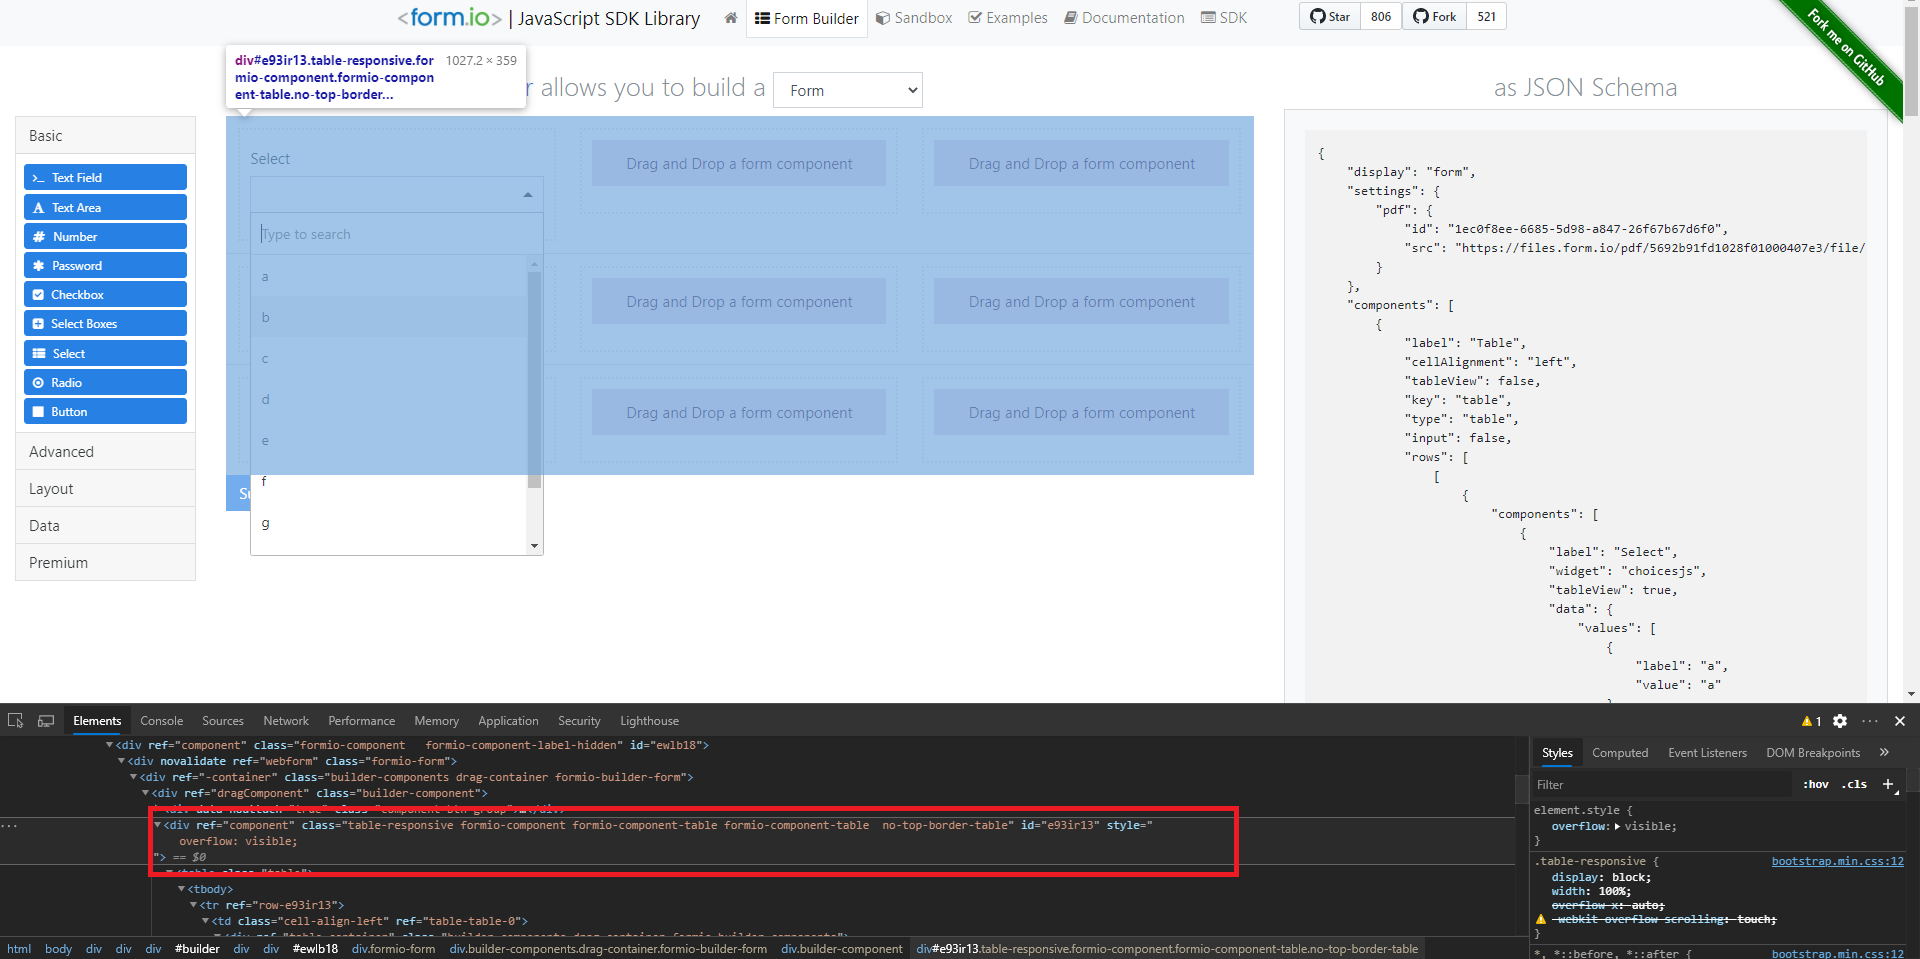 <form.io> | JavaScript SDK Library
Form Builder
Sandbox
Examples
Documentation
SDK
Star
806
Fork
521
Fork me on GitHub
div#e93ir13.table-responsive.for
mio-component.formio-compon
ent-table.no-top-border...
1027.2 × 359
r allows you to build a
Form
as JSON Schema
Basic
>_ Text Field
A Text Area
# Number
Password
Checkbox
Select Boxes
Select
Radio
Button
Advanced
Layout
Data
Premium
Select
Type to search
a
b
c
d
e
f
g
Drag and Drop a form component
Drag and Drop a form component
Drag and Drop a form component
Drag and Drop a form component
Drag and Drop a form component
Drag and Drop a form component
{
"display": "form",
"settings": {
"pdf": {
"id": "1ec0f8ee-6685-5d98-a847-26f67b67d6f0",
"src": "https://files.form.io/pdf/5692b91fd1028f01000407e3/file/
}
},
"components": [
{
"label": "Table",
"cellAlignment": "left",
"tableView": false,
"key": "table",
"type": "table",
"input": false,
"rows": [
[
{
"components": [
{
"label": "Select",
"widget": "choicesjs",
"tableView": true,
"data": {
"values": [
{
"label": "a",
"value": "a"
Elements
Console
Sources
Network
Performance
Memory
Application
Security
Lighthouse
1
<div ref="component" class="formio-component   formio-component-label-hidden" id="ewlb18">
<div novalidate ref="webform" class="formio-form">
<div ref="-container" class="builder-components drag-container formio-builder-form">
<div ref="dragComponent" class="builder-component">
<div ref="component" class="table-responsive formio-component formio-component-table formio-component-table  no-top-border-table" id="e93ir13" style="
overflow: visible;
"> == $0
<tbody>
<tr ref="row-e93ir13">
<td class="cell-align-left" ref="table-table-0">
html body div div div #builder div div #ewlb18 div.formio-form div.builder-components.drag-container.formio-builder-form div.builder-component div#e93ir13.table-responsive.formio-component.formio-component-table.no-top-border-table
Styles
Computed
Event Listeners
DOM Breakpoints
»
Filter
:hov .cls +
element.style {
overflow: visible;
}
.table-responsive {
bootstrap.min.css:12
display: block;
width: 100%;
overflow-x: auto;
-webkit-overflow-scrolling: touch;
}
*, *::before, *::after {
bootstrap.min.css:12